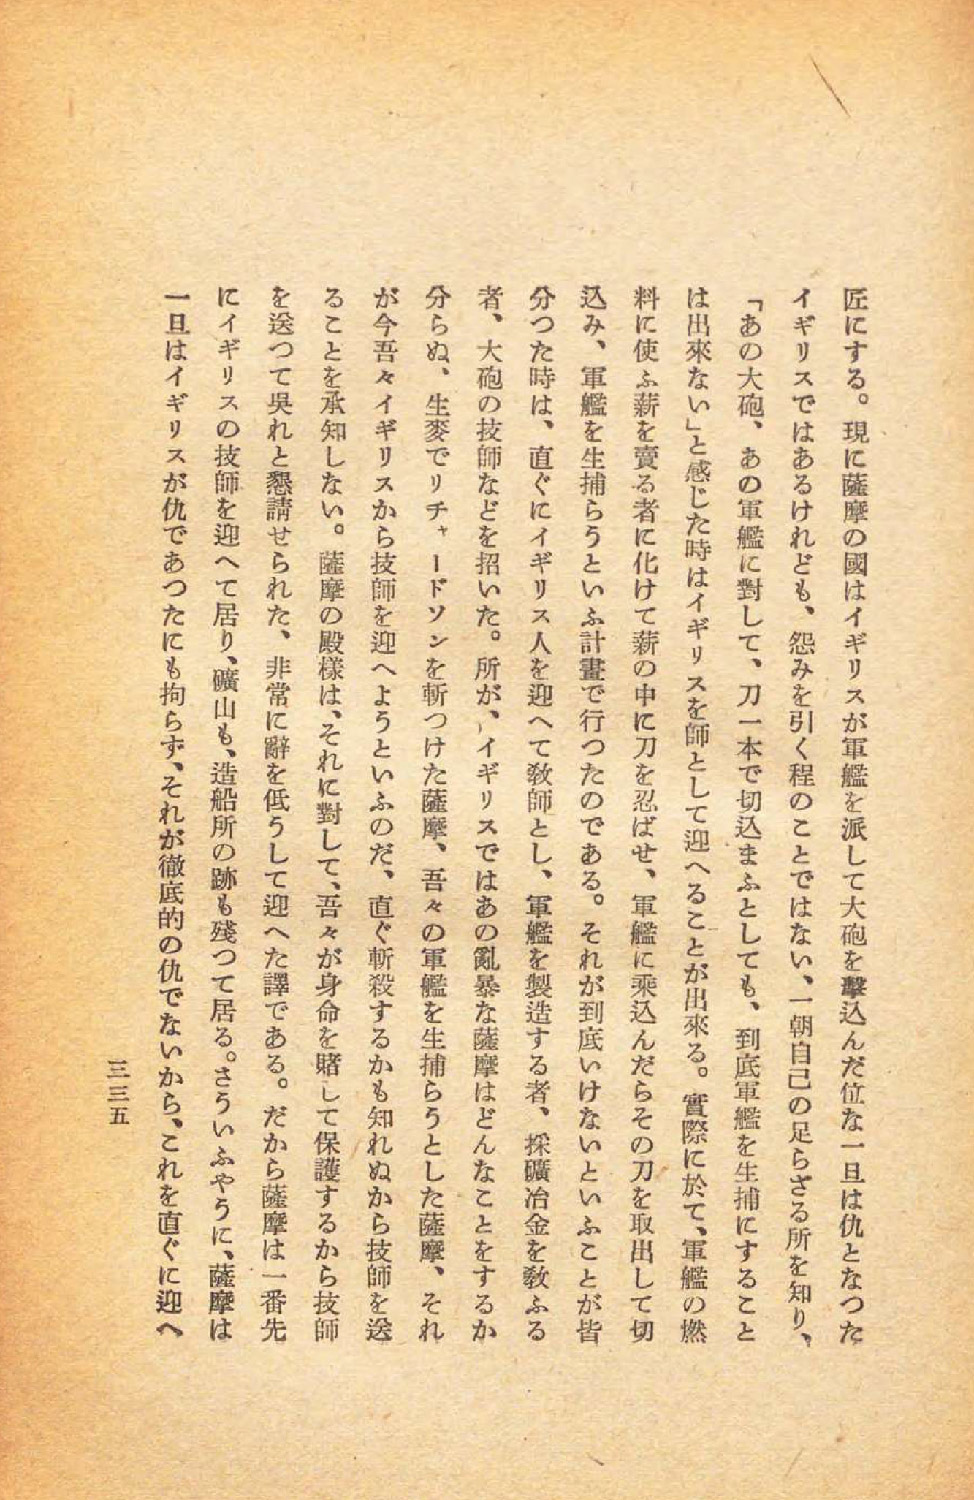 匠にする。現に薩摩の國はイギリスが軍艦を派して大砲を擊込んだ位な一旦は仇となつた
イギリスではあるけれども、怨みを引く程のことではない、一朝自己の足らざる所を知り、
「あの大砲、あの軍艦に對して、刀一本で切込まふとしても、到底軍艦を生捕にすること
は出來ない」と感じた時はイギリスを師として迎へることが出來る。實際に於て、軍艦の燃
料に使ふ薪を賣る者に化けて薪の中に刀を忍ばせ、軍艦に乘込んだらその刀を取出して切
込み、軍艦を生捕らうといふ計畫で行つたのである。それが到底いけないといふことが皆
分つた時は、直ぐにイギリス人を迎へて敎師とし、軍艦を製造する者、採礦冶金を敎ふる
者、大砲の技師などを招いた。所が、イギリスではあの亂暴な薩摩はどんなことをするか
分らぬ、生麥でリチャードソンを斬つけた薩摩、吾々の軍艦を生捕らうとした薩摩、それ
が今吾々イギリスから技師を迎へようといふのだ、直ぐ斬殺するかも知れぬから技師を送
ることを承知しない。薩摩の殿樣は、それに對して、吾々が身命を賭して保護するから技師
を送つて吳れと懇請せられた、非常に辭を低うして迎へた譯である。だから薩摩は一番先
にイギリスの技師を迎へて居り、礦山も、造船所の跡も殘つて居る。さういふやうに、薩摩は
一旦はイギリスが仇であつたにも拘らず、それが徹底的の仇でないから、これを直ぐに迎へ
三三五